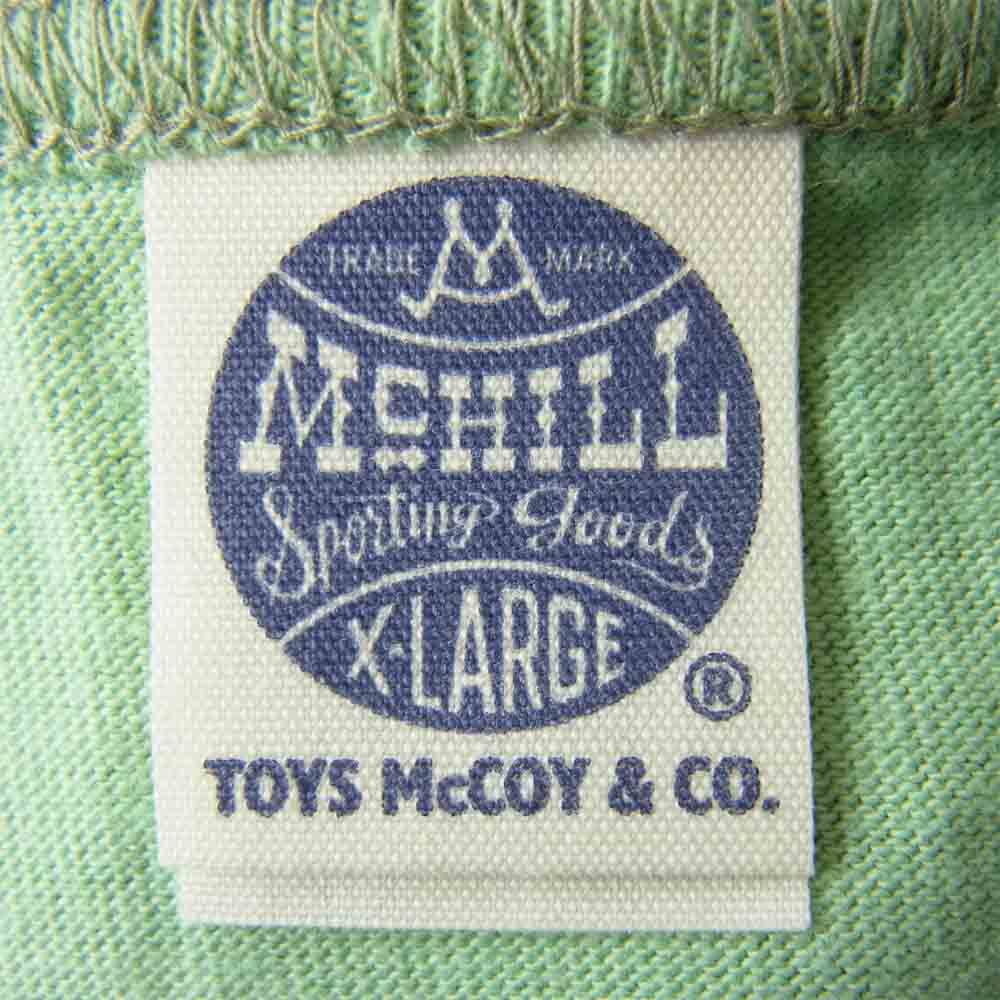 TRADE M MARK
McHILL
Sporting Goods
X-LARGE
®
TOYS McCOY & CO.